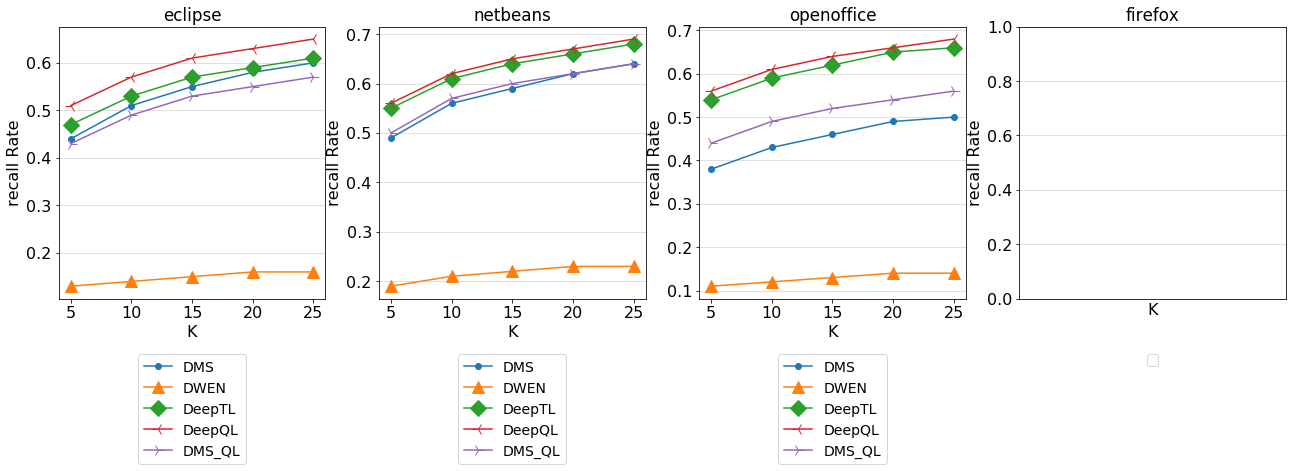 eclipse
recall Rate
0.6
0.5
0.4
0.3
0.2
5 10 15 20 25
K
DMS
DWEN
DeepTL
DeepQL
DMS_QL
netbeans
recall Rate
0.7
0.6
0.5
0.4
0.3
0.2
5 10 15 20 25
K
DMS
DWEN
DeepTL
DeepQL
DMS_QL
openoffice
recall Rate
0.7
0.6
0.5
0.4
0.3
0.2
0.1
5 10 15 20 25
K
DMS
DWEN
DeepTL
DeepQL
DMS_QL
firefox
recall Rate
1.0
0.8
0.6
0.4
0.2
0.0
K